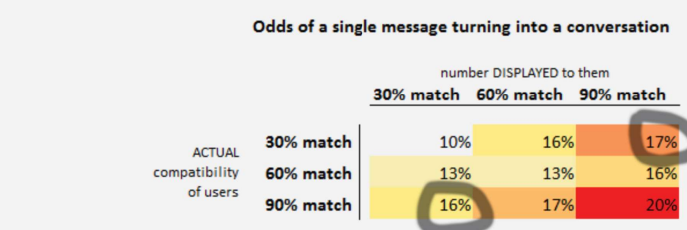 Odds of a single message turning into a conversation
number DISPLAYED to them
30% match 60% match 90% match
ACTUAL
compatibility
of users
30% match 10% 16% 17%
60% match 13% 13% 16%
90% match 16% 17% 20%